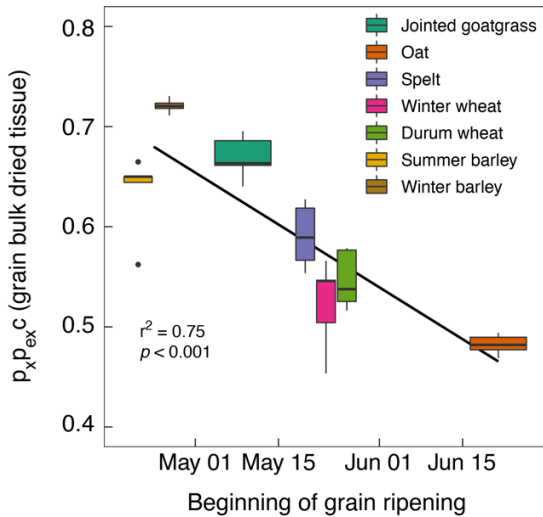 0.8
0.7
0.6
0.5
0.4
pₓpₑₓc (grain bulk dried tissue)
Jointed goatgrass
Oat
Spelt
Winter wheat
Durum wheat
Summer barley
Winter barley
r² = 0.75
p < 0.001
May 01 May 15 Jun 01 Jun 15
Beginning of grain ripening